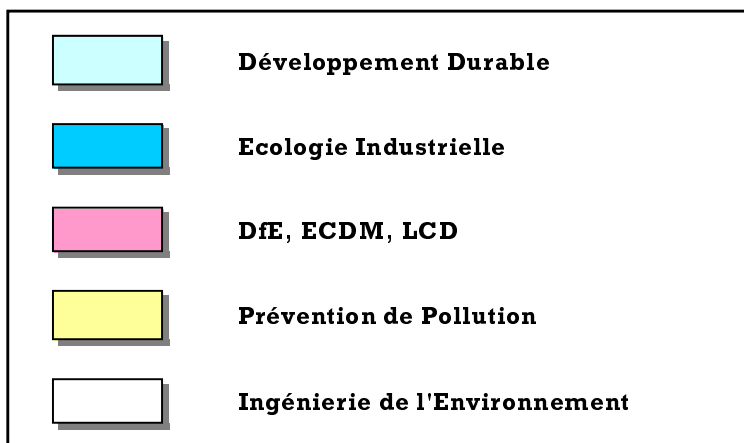 Développement Durable
Ecologie Industrielle
DfE, ECDM, LCD
Prévention de Pollution
Ingénierie de l'Environnement